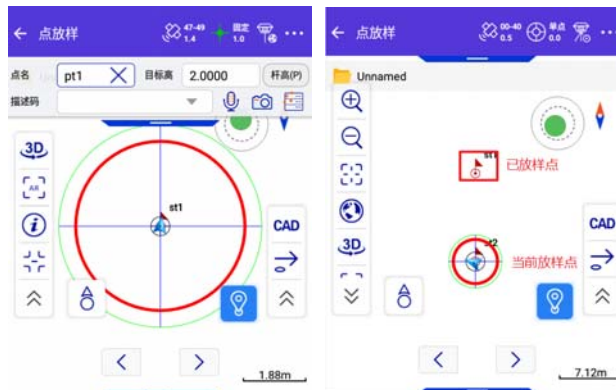 点放样
47-49
1.4
固定
1.0
点名
pt1
目标高
2.0000
杆高(P)
描述码
3D
AR
i
st1
CAD
1.88m
点放样
00-40
0.5
单点
0.0
Unnamed
st1
已放样点
3D
st2
当前放样点
CAD
7.12m